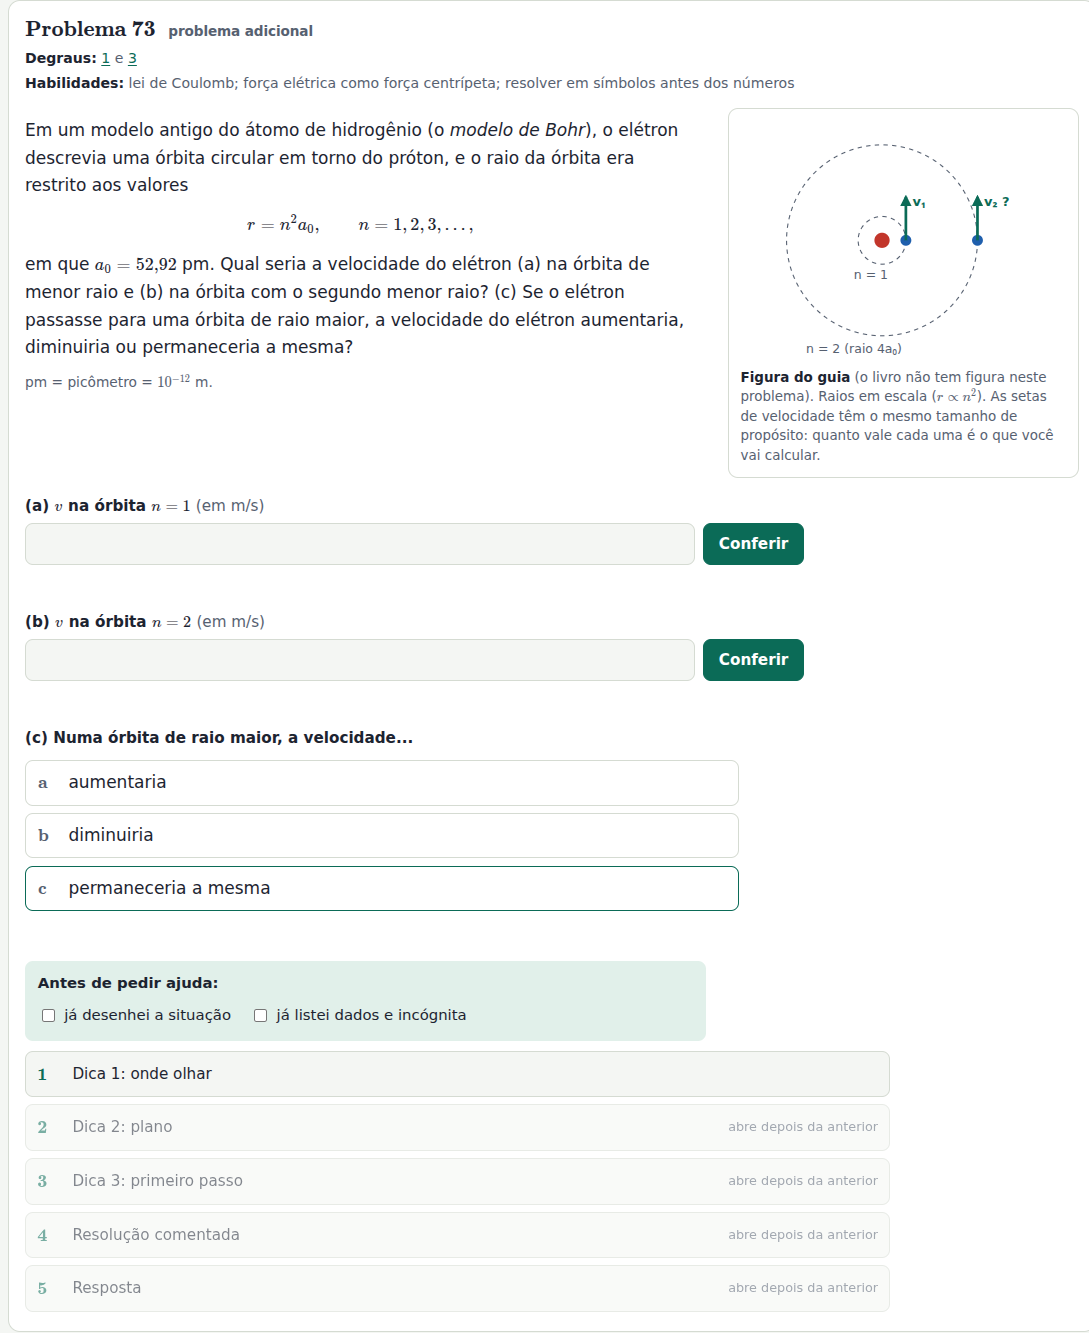 Problema 73 problema adicional
Degraus: 1 e 3
Habilidades: lei de Coulomb; força elétrica como força centrípeta; resolver em símbolos antes dos números
Em um modelo antigo do átomo de hidrogênio (o modelo de Bohr), o elétron
descrevia uma órbita circular em torno do próton, e o raio da órbita era
restrito aos valores
r = n²a₀, n = 1, 2, 3, . . . ,
em que a₀ = 52,92 pm. Qual seria a velocidade do elétron (a) na órbita de
menor raio e (b) na órbita com o segundo menor raio? (c) Se o elétron
passasse para uma órbita de raio maior, a velocidade do elétron aumentaria,
diminuiria ou permaneceria a mesma?
pm = picômetro = 10⁻¹² m.
v₁
v₂ ?
n = 1
n = 2 (raio 4a₀)
Figura do guia (o livro não tem figura neste
problema). Raios em escala (r ∝ n²). As setas
de velocidade têm o mesmo tamanho de
propósito: quanto vale cada uma é o que você
vai calcular.
(a) v na órbita n = 1 (em m/s)
Conferir
(b) v na órbita n = 2 (em m/s)
Conferir
(c) Numa órbita de raio maior, a velocidade...
a aumentaria
b diminuiria
c permaneceria a mesma
Antes de pedir ajuda:
já desenhei a situação já listei dados e incógnita
1 Dica 1: onde olhar
2 Dica 2: plano abre depois da anterior
3 Dica 3: primeiro passo abre depois da anterior
4 Resolução comentada abre depois da anterior
5 Resposta abre depois da anterior